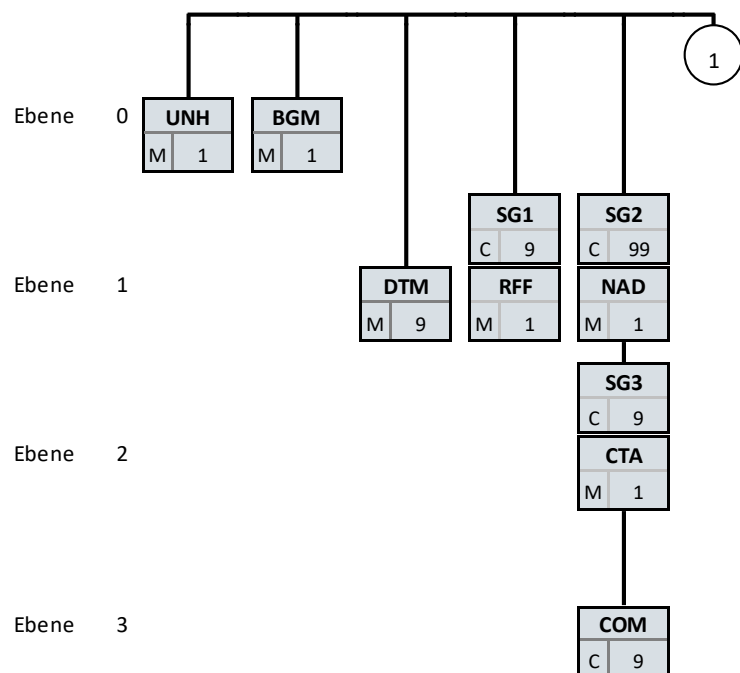 1
Ebene 0 UNH BGM
M 1 M 1
SG1 SG2
C 9 C 99
Ebene 1 DTM RFF NAD
M 9 M 1 M 1
SG3
C 9
Ebene 2 CTA
M 1
Ebene 3 COM
C 9